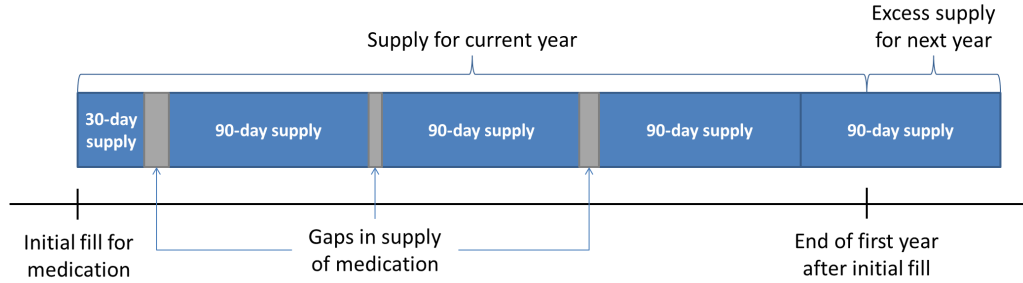 Excess supply
for next year
Supply for current year
30-day
supply
90-day supply
90-day supply
90-day supply
90-day supply
Initial fill for
medication
Gaps in supply
of medication
End of first year
after initial fill